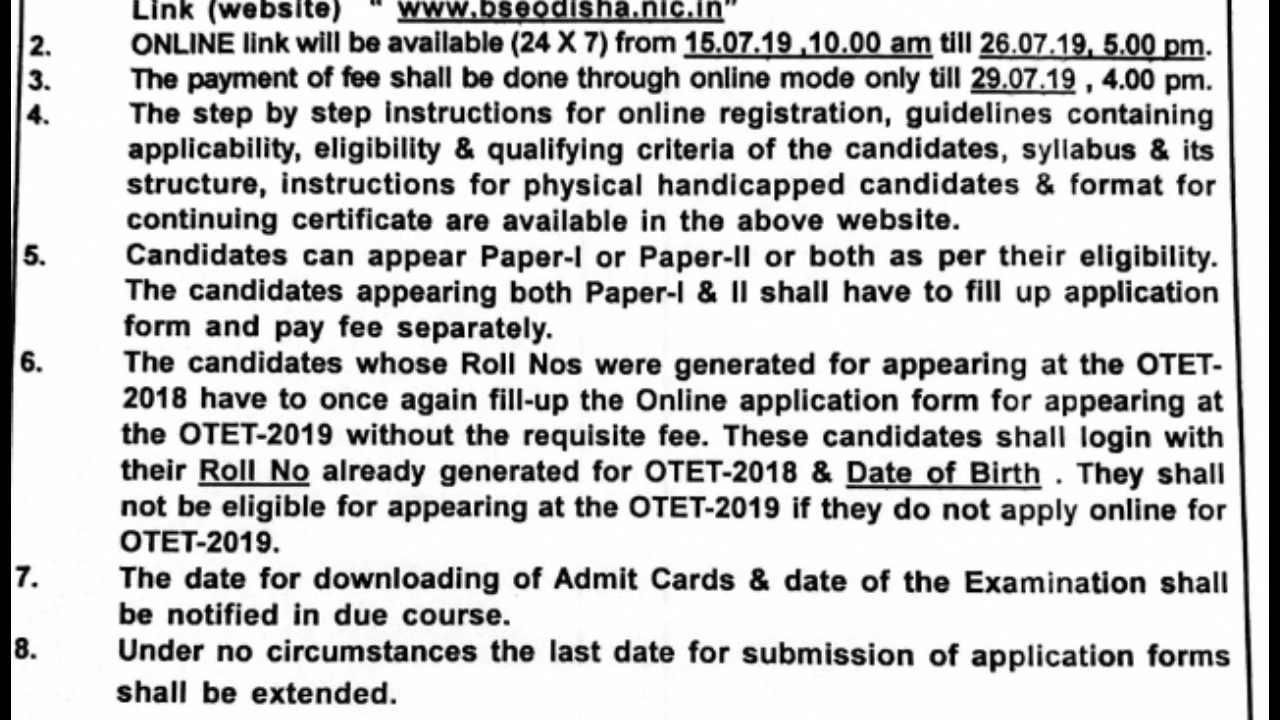 Link (website) " www.bseodisha.nic.in"
2. ONLINE link will be available (24 X 7) from 15.07.19 ,10.00 am till 26.07.19, 5.00 pm.
3. The payment of fee shall be done through online mode only till 29.07.19 , 4.00 pm.
4. The step by step instructions for online registration, guidelines containing
applicability, eligibility & qualifying criteria of the candidates, syllabus & its
structure, instructions for physical handicapped candidates & format for
continuing certificate are available in the above website.
5. Candidates can appear Paper-I or Paper-II or both as per their eligibility.
The candidates appearing both Paper-I & II shall have to fill up application
form and pay fee separately.
6. The candidates whose Roll Nos were generated for appearing at the OTET-
2018 have to once again fill-up the Online application form for appearing at
the OTET-2019 without the requisite fee. These candidates shall login with
their Roll No already generated for OTET-2018 & Date of Birth . They shall
not be eligible for appearing at the OTET-2019 if they do not apply online for
OTET-2019.
7. The date for downloading of Admit Cards & date of the Examination shall
be notified in due course.
8. Under no circumstances the last date for submission of application forms
shall be extended.